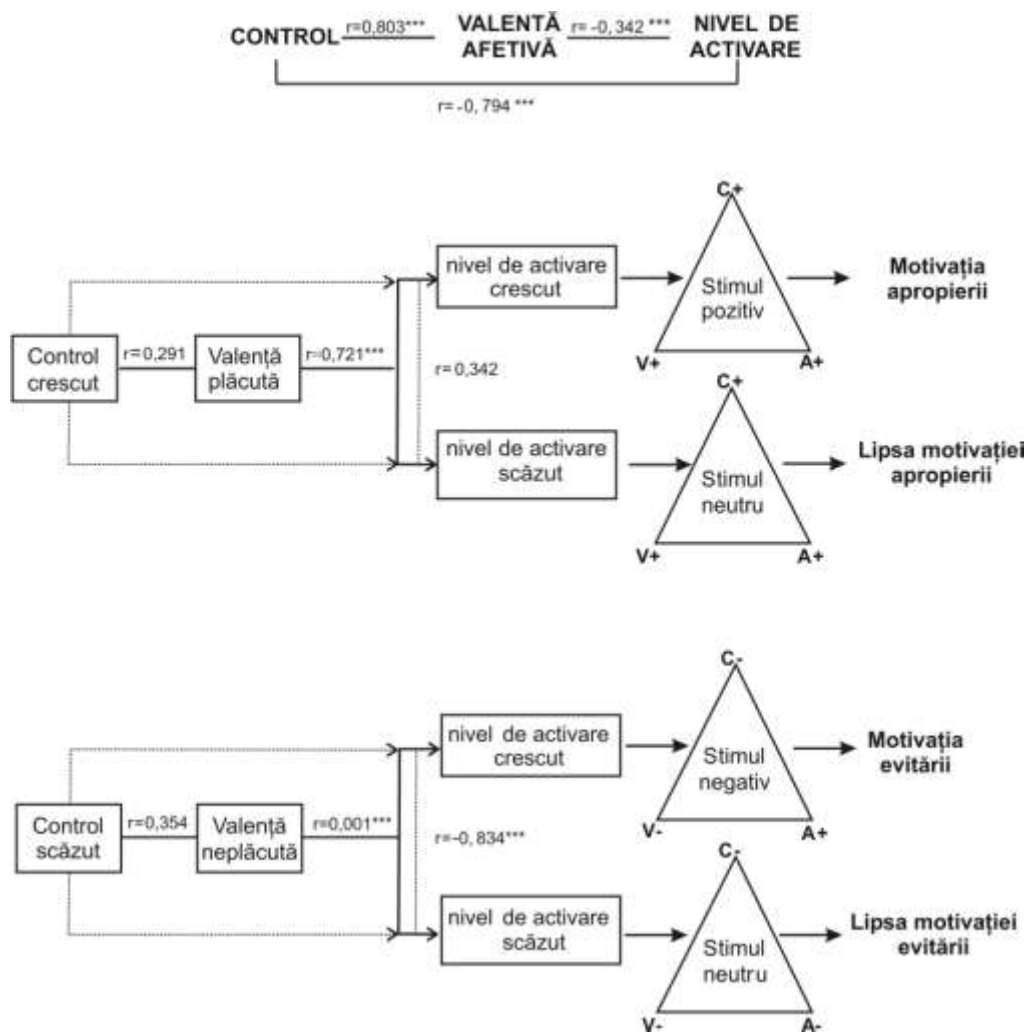 CONTROL r=0,803*** VALENTĂ AFETIVĂ r= -0,342 *** NIVEL DE ACTIVARE
r= -0,794 ***
C+
nivel de activare crescut
Stimul pozitiv
Motivația apropierii
Control crescut
r=0,291
Valență plăcută
r=0,721***
r=0,342
V+
A+
C+
nivel de activare scăzut
Stimul neutru
Lipsa motivației apropierii
V+
A+
C-
nivel de activare crescut
Stimul negativ
Motivația evitării
Control scăzut
r=0,354
Valență neplăcută
r=0,001***
r=-0,834***
V-
A+
C-
nivel de activare scăzut
Stimul neutru
Lipsa motivației evitării
V-
A-